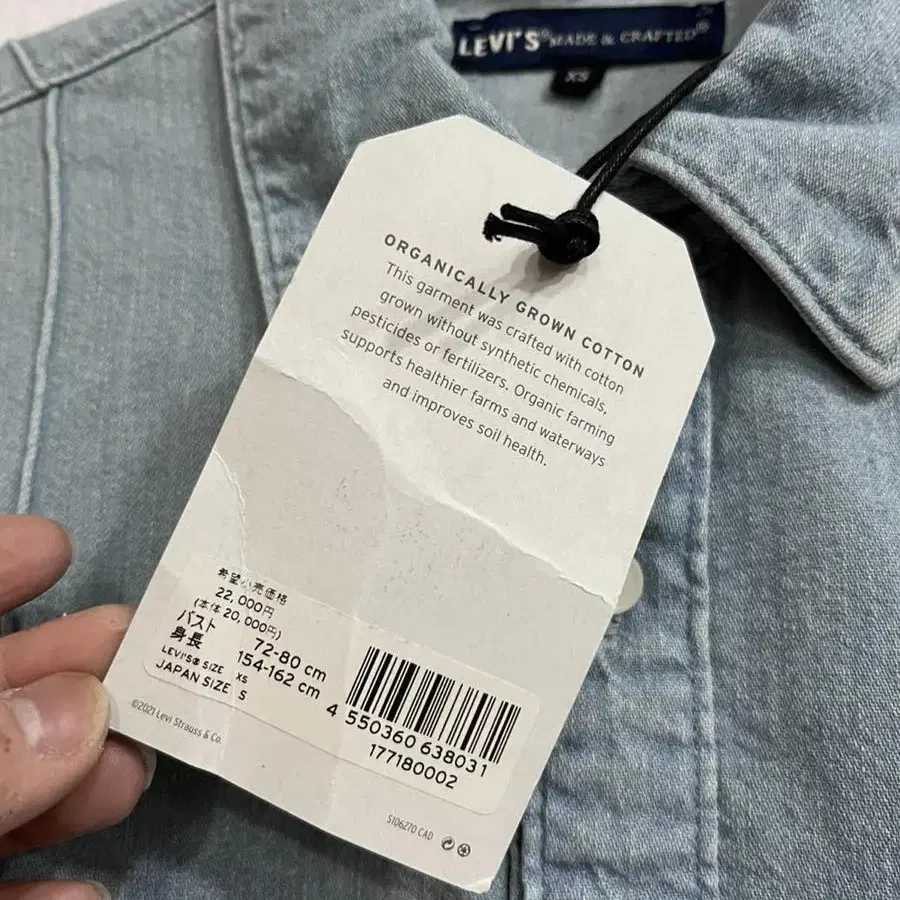 LEVI'S® MADE & CRAFTED®
XS
ORGANICALLY GROWN COTTON
This garment was crafted with cotton
grown without synthetic chemicals,
pesticides or fertilizers. Organic farming
supports healthier farms and waterways
and improves soil health.
希望小売価格
22,000円
(本体 20,000円)
バスト 72-80 cm
身長 154-162 cm
LEVI'S® SIZE XS
JAPAN SIZE S
4 550360 638031
177180002
©2021 Levi Strauss & Co.
S106270 CAD